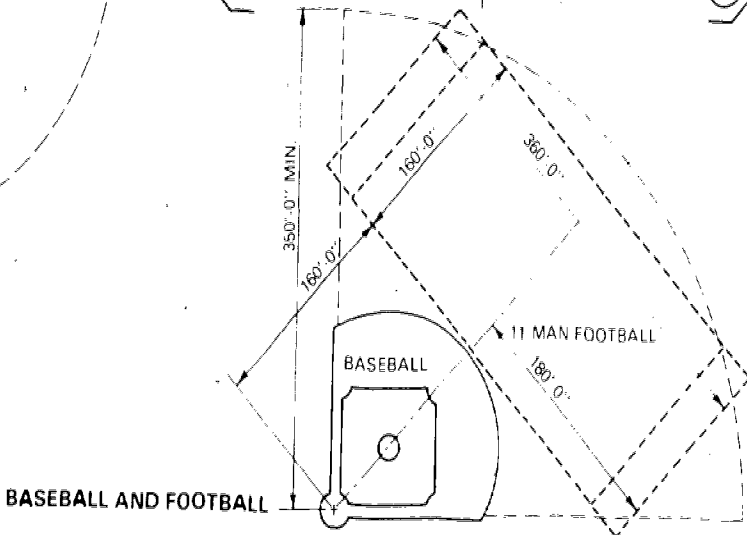 350'-0" MIN.
160'-0"
360'-0"
160'-0"
11 MAN FOOTBALL
BASEBALL
180'-0"
BASEBALL AND FOOTBALL